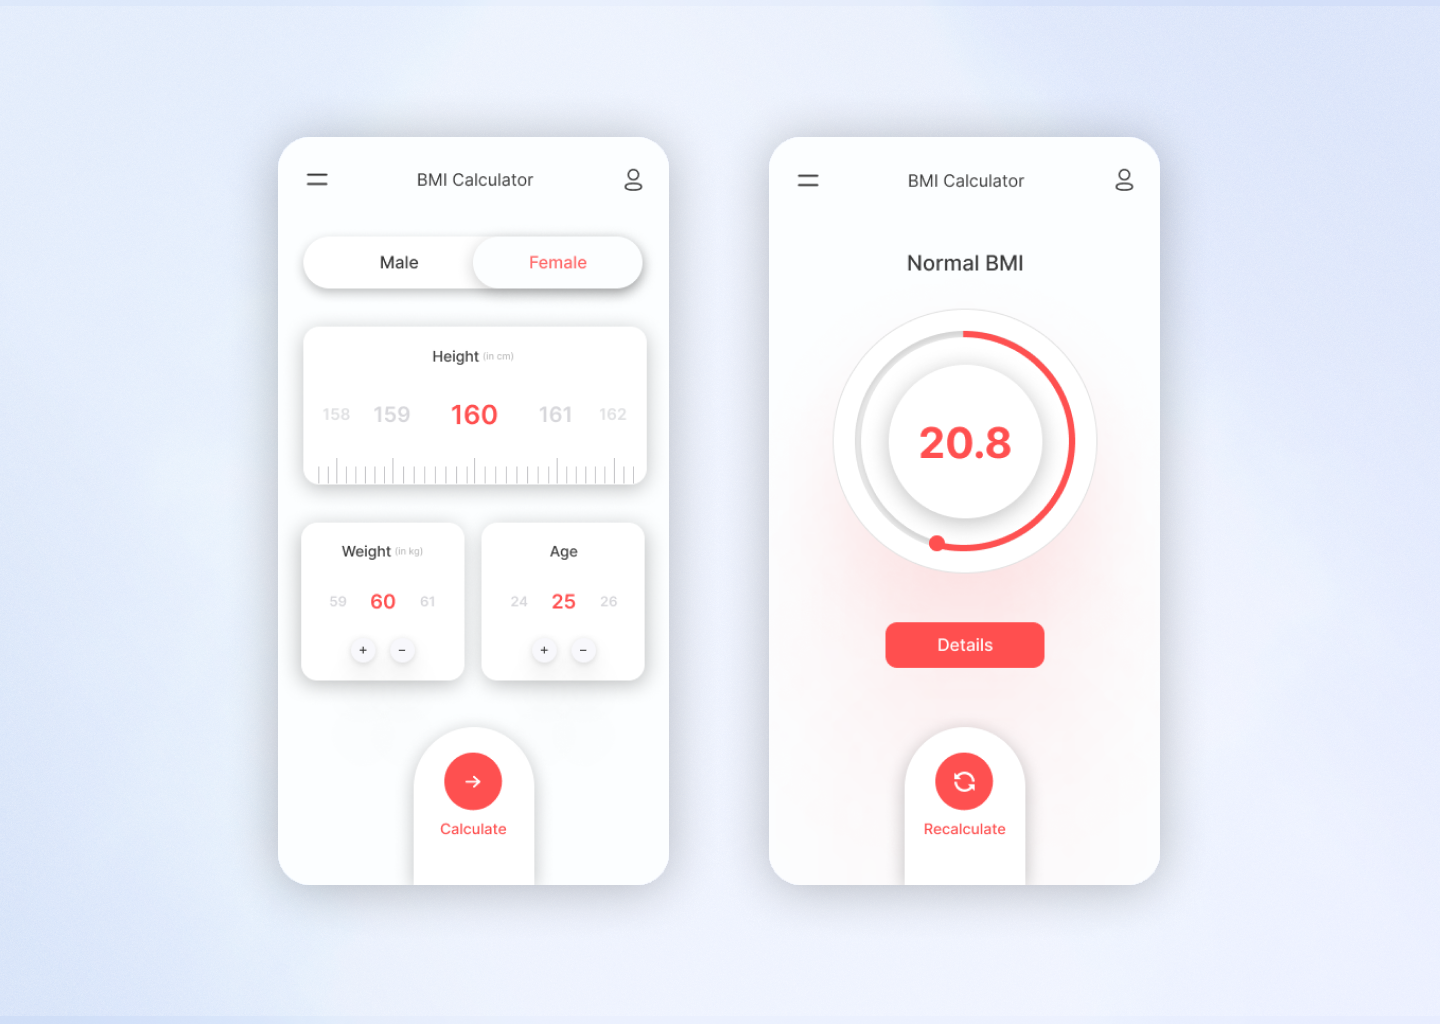 BMI Calculator
Male Female
Height (in cm)
158 159 160 161 162
Weight (in kg)
59 60 61
+ −
Age
24 25 26
+ −
Calculate
BMI Calculator
Normal BMI
20.8
Details
Recalculate